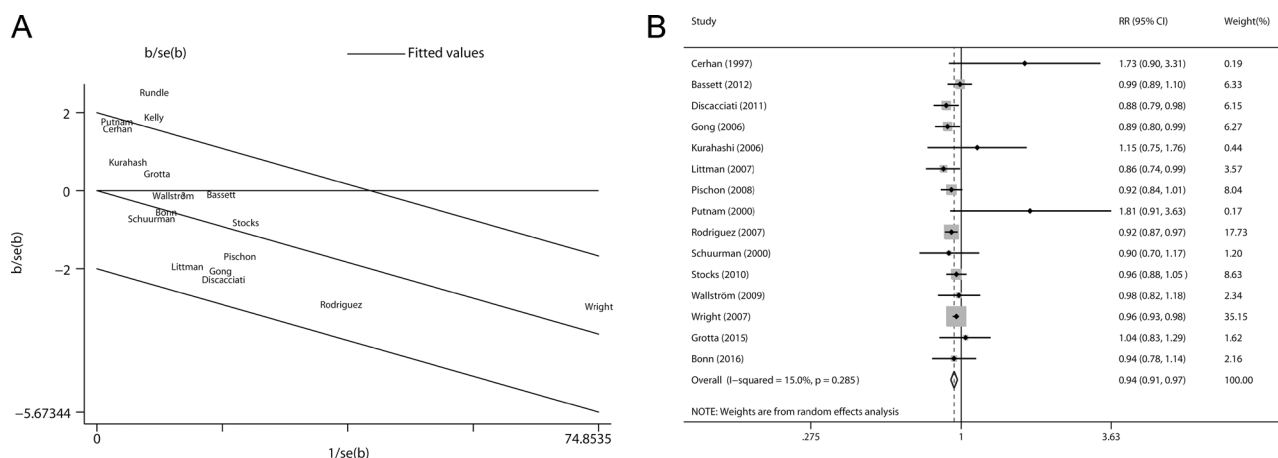 A
b/se(b)
Fitted values
b/se(b)
2
0
−2
−5.67344
Rundle
Kelly
Putnam
Cerhan
Kurahash
Grotta
Wallström
Bassett
Bonn
Schuurman
Stocks
Pischon
Littman
Gong
Discacciati
Rodriguez
Wright
0
74.8535
1/se(b)
B
Study RR (95% CI) Weight(%)
Cerhan (1997) 1.73 (0.90, 3.31) 0.19
Bassett (2012) 0.99 (0.89, 1.10) 6.33
Discacciati (2011) 0.88 (0.79, 0.98) 6.15
Gong (2006) 0.89 (0.80, 0.99) 6.27
Kurahashi (2006) 1.15 (0.75, 1.76) 0.44
Littman (2007) 0.86 (0.74, 0.99) 3.57
Pischon (2008) 0.92 (0.84, 1.01) 8.04
Putnam (2000) 1.81 (0.91, 3.63) 0.17
Rodriguez (2007) 0.92 (0.87, 0.97) 17.73
Schuurman (2000) 0.90 (0.70, 1.17) 1.20
Stocks (2010) 0.96 (0.88, 1.05) 8.63
Wallström (2009) 0.98 (0.82, 1.18) 2.34
Wright (2007) 0.96 (0.93, 0.98) 35.15
Grotta (2015) 1.04 (0.83, 1.29) 1.62
Bonn (2016) 0.94 (0.78, 1.14) 2.16
Overall (I−squared = 15.0%, p = 0.285) 0.94 (0.91, 0.97) 100.00
NOTE: Weights are from random effects analysis
.275 1 3.63